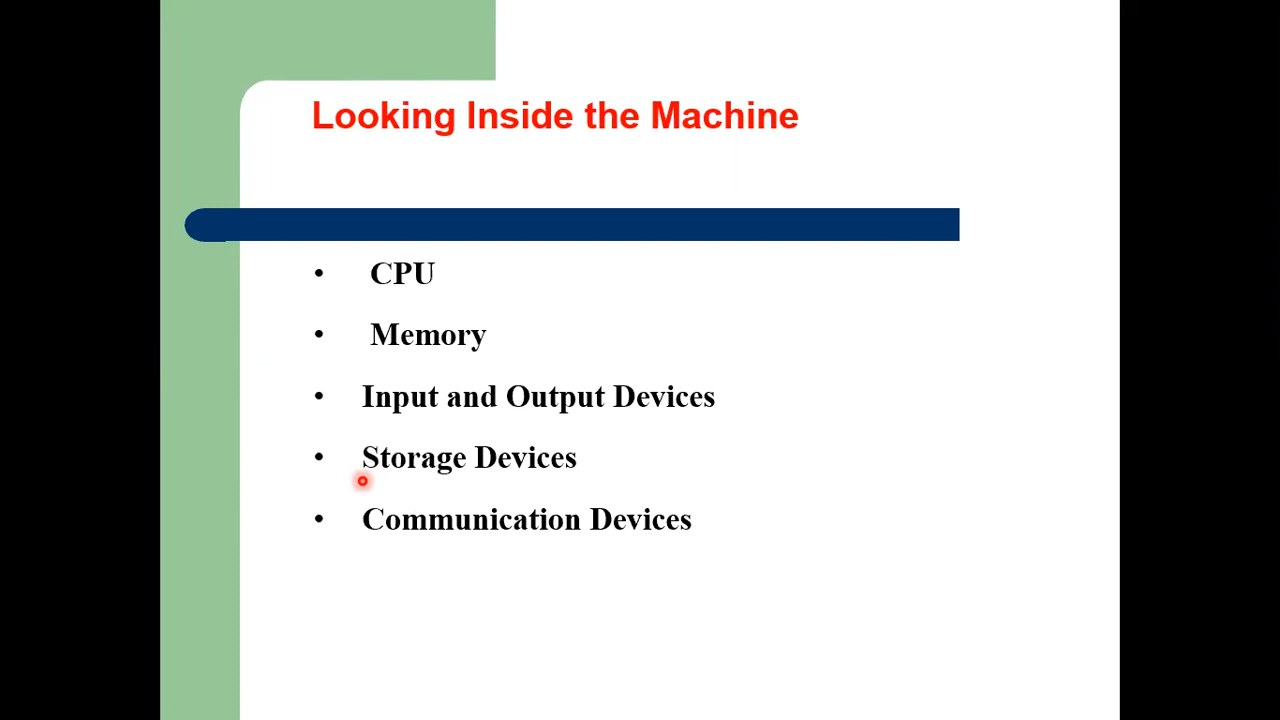 Looking Inside the Machine
• CPU
• Memory
• Input and Output Devices
• Storage Devices
• Communication Devices